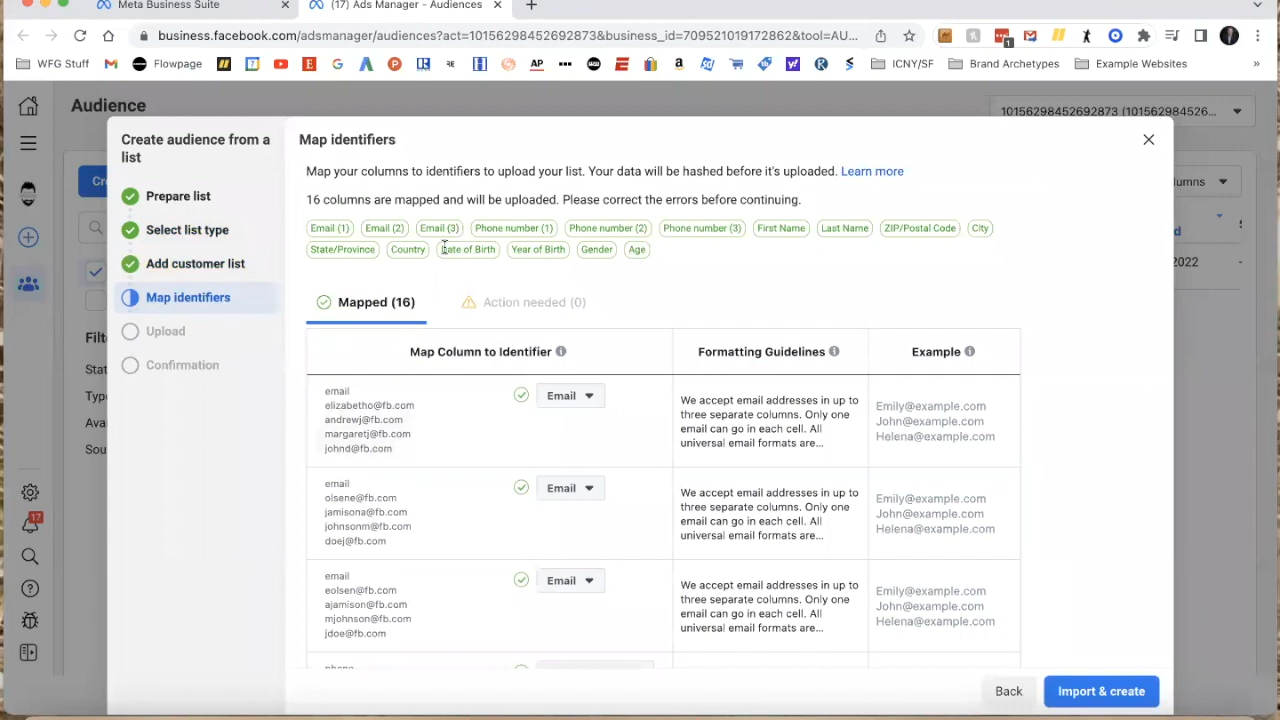 Meta Business Suite
(17) Ads Manager - Audiences
business.facebook.com/adsmanager/audiences?act=10156298452692873&business_id=709521019172862&tool=AU...
WFG Stuff
Flowpage
AP
ICNY/SF
Brand Archetypes
Example Websites
Audience
10156298452692873 (101562984526...
Create audience from a list
Prepare list
Select list type
Add customer list
Map identifiers
Upload
Confirmation
Map identifiers
Map your columns to identifiers to upload your list. Your data will be hashed before it's uploaded. Learn more
16 columns are mapped and will be uploaded. Please correct the errors before continuing.
Email (1) Email (2) Email (3) Phone number (1) Phone number (2) Phone number (3) First Name Last Name ZIP/Postal Code City
State/Province Country Date of Birth Year of Birth Gender Age
Mapped (16)
Action needed (0)
Map Column to Identifier
Formatting Guidelines
Example
email
elizabetho@fb.com
andrewj@fb.com
margaretj@fb.com
johnd@fb.com
Email
We accept email addresses in up to
three separate columns. Only one
email can go in each cell. All
universal email formats are...
Emily@example.com
John@example.com
Helena@example.com
email
olsene@fb.com
jamisona@fb.com
johnsonm@fb.com
doej@fb.com
Email
We accept email addresses in up to
three separate columns. Only one
email can go in each cell. All
universal email formats are...
Emily@example.com
John@example.com
Helena@example.com
email
eolsen@fb.com
ajamison@fb.com
mjohnson@fb.com
jdoe@fb.com
Email
We accept email addresses in up to
three separate columns. Only one
email can go in each cell. All
universal email formats are...
Emily@example.com
John@example.com
Helena@example.com
phone
Back
Import & create
Cr
Filte
Stat
Typ
Ava
Sou
umns
d
2022
17